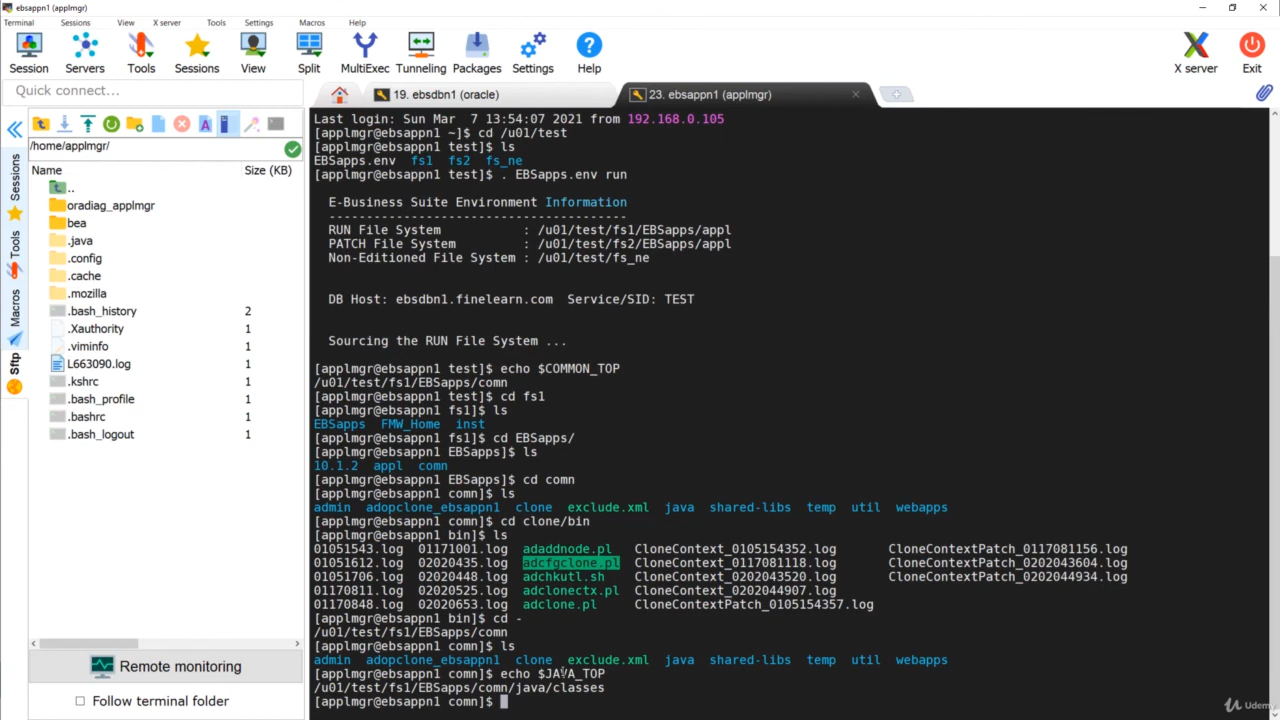 ebsappn1 (applmgr)
Terminal Sessions View X server Tools Settings Macros Help
Session Servers Tools Sessions View Split MultiExec Tunneling Packages Settings Help X server Exit
Quick connect...
19. ebsdbn1 (oracle)
23. ebsappn1 (applmgr)
Sessions
Tools
Macros
Sftp
/home/applmgr/
Name Size (KB)
..
oradiag_applmgr
bea
.java
.config
.cache
.mozilla
.bash_history 2
.Xauthority 1
.viminfo 1
L663090.log 1
.kshrc 1
.bash_profile 1
.bashrc 1
.bash_logout 1
Remote monitoring
Follow terminal folder
Last login: Sun Mar  7 13:54:07 2021 from 192.168.0.105
[applmgr@ebsappn1 ~]$ cd /u01/test
[applmgr@ebsappn1 test]$ ls
EBSapps.env  fs1  fs2  fs_ne
[applmgr@ebsappn1 test]$ . EBSapps.env run
E-Business Suite Environment Information
----------------------------------------
RUN File System           : /u01/test/fs1/EBSapps/appl
PATCH File System         : /u01/test/fs2/EBSapps/appl
Non-Editioned File System : /u01/test/fs_ne
DB Host: ebsdbn1.finelearn.com  Service/SID: TEST
Sourcing the RUN File System ...
[applmgr@ebsappn1 test]$ echo $COMMON_TOP
/u01/test/fs1/EBSapps/comn
[applmgr@ebsappn1 test]$ cd fs1
[applmgr@ebsappn1 fs1]$ ls
EBSapps  FMW_Home  inst
[applmgr@ebsappn1 fs1]$ cd EBSapps/
[applmgr@ebsappn1 EBSapps]$ ls
10.1.2  appl  comn
[applmgr@ebsappn1 EBSapps]$ cd comn
[applmgr@ebsappn1 comn]$ ls
admin  adopclone_ebsappn1  clone  exclude.xml  java  shared-libs  temp  util  webapps
[applmgr@ebsappn1 comn]$ cd clone/bin
[applmgr@ebsappn1 bin]$ ls
01051543.log  01171001.log  adaddnode.pl   CloneContext_0105154352.log       CloneContextPatch_0117081156.log
01051612.log  02020435.log  adcfgclone.pl  CloneContext_0117081118.log       CloneContextPatch_0202043604.log
01051706.log  02020448.log  adchkutl.sh    CloneContext_0202043520.log       CloneContextPatch_0202044934.log
01170811.log  02020525.log  adclonectx.pl  CloneContext_0202044907.log
01170848.log  02020653.log  adclone.pl     CloneContextPatch_0105154357.log
[applmgr@ebsappn1 bin]$ cd -
/u01/test/fs1/EBSapps/comn
[applmgr@ebsappn1 comn]$ ls
admin  adopclone_ebsappn1  clone  exclude.xml  java  shared-libs  temp  util  webapps
[applmgr@ebsappn1 comn]$ echo $JAVA_TOP
/u01/test/fs1/EBSapps/comn/java/classes
[applmgr@ebsappn1 comn]$
Udemy